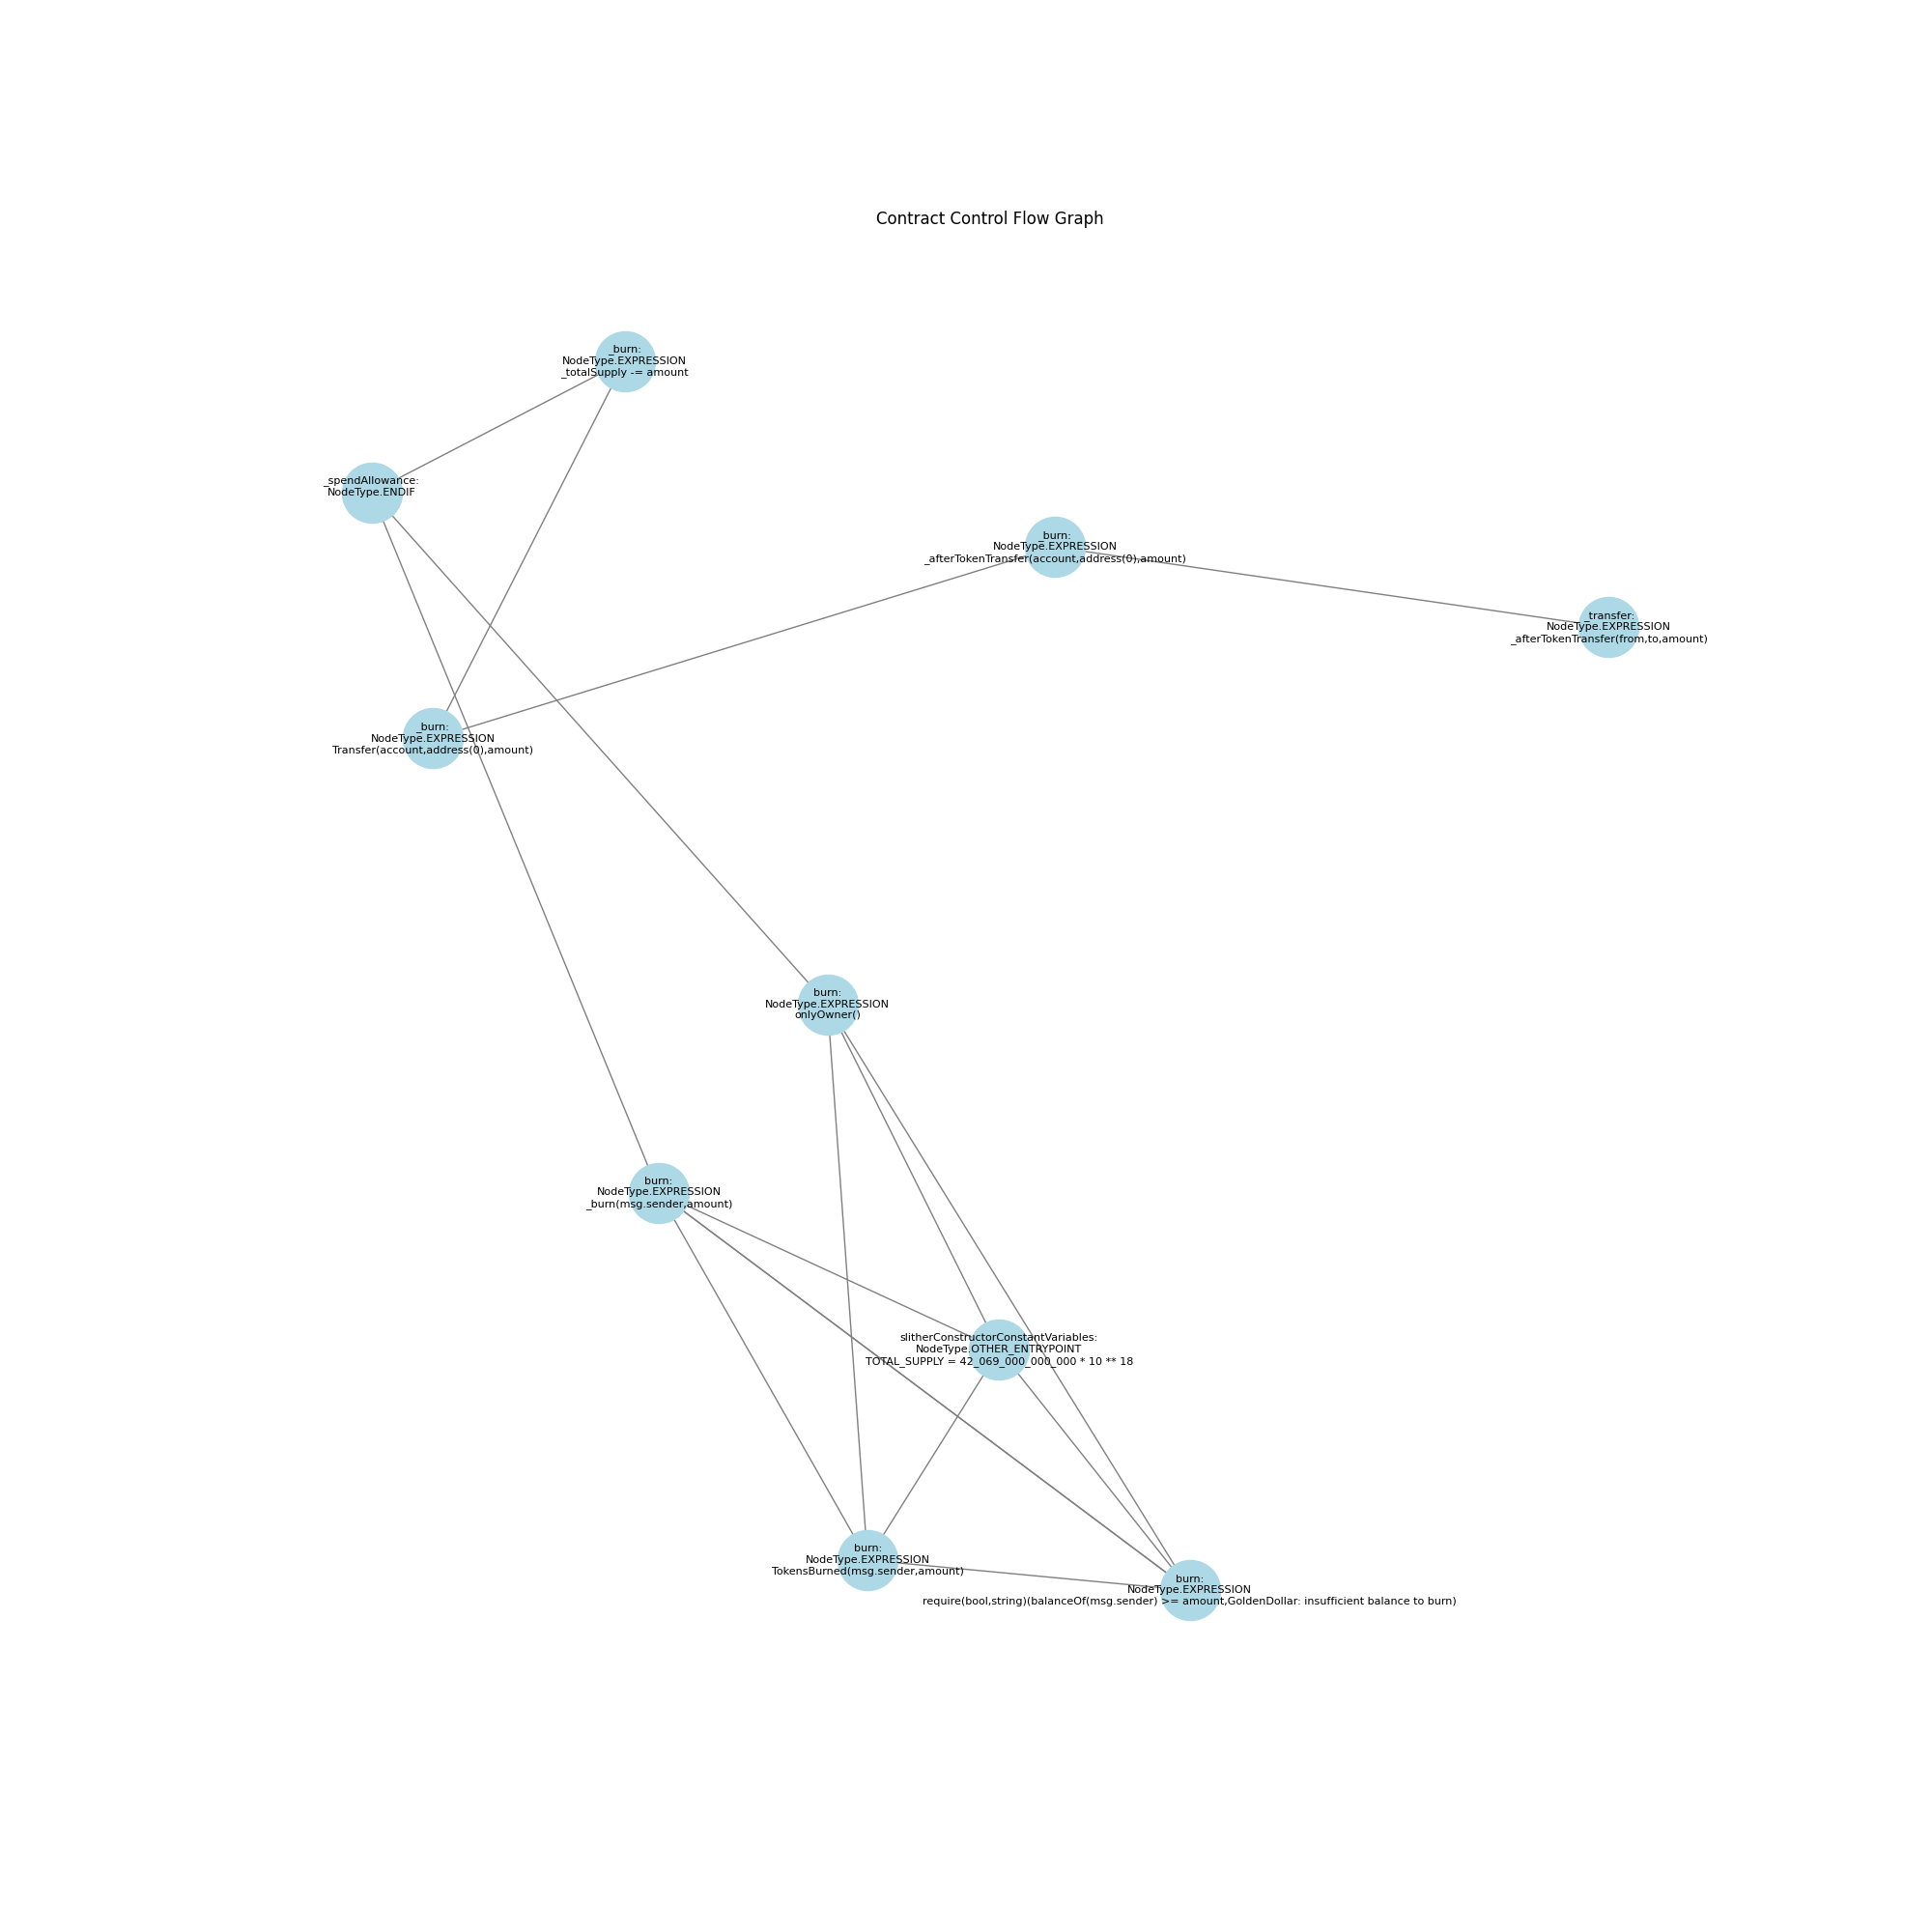 Contract Control Flow Graph
_burn:
NodeType.EXPRESSION
_totalSupply -= amount
_spendAllowance:
NodeType.ENDIF
_burn:
NodeType.EXPRESSION
_afterTokenTransfer(account,address(0),amount)
_transfer:
NodeType.EXPRESSION
_afterTokenTransfer(from,to,amount)
_burn:
NodeType.EXPRESSION
Transfer(account,address(0),amount)
burn:
NodeType.EXPRESSION
onlyOwner()
burn:
NodeType.EXPRESSION
_burn(msg.sender,amount)
slitherConstructorConstantVariables:
NodeType.OTHER_ENTRYPOINT
TOTAL_SUPPLY = 42_069_000_000_000 * 10 ** 18
burn:
NodeType.EXPRESSION
TokensBurned(msg.sender,amount)
burn:
NodeType.EXPRESSION
require(bool,string)(balanceOf(msg.sender) >= amount,GoldenDollar: insufficient balance to burn)